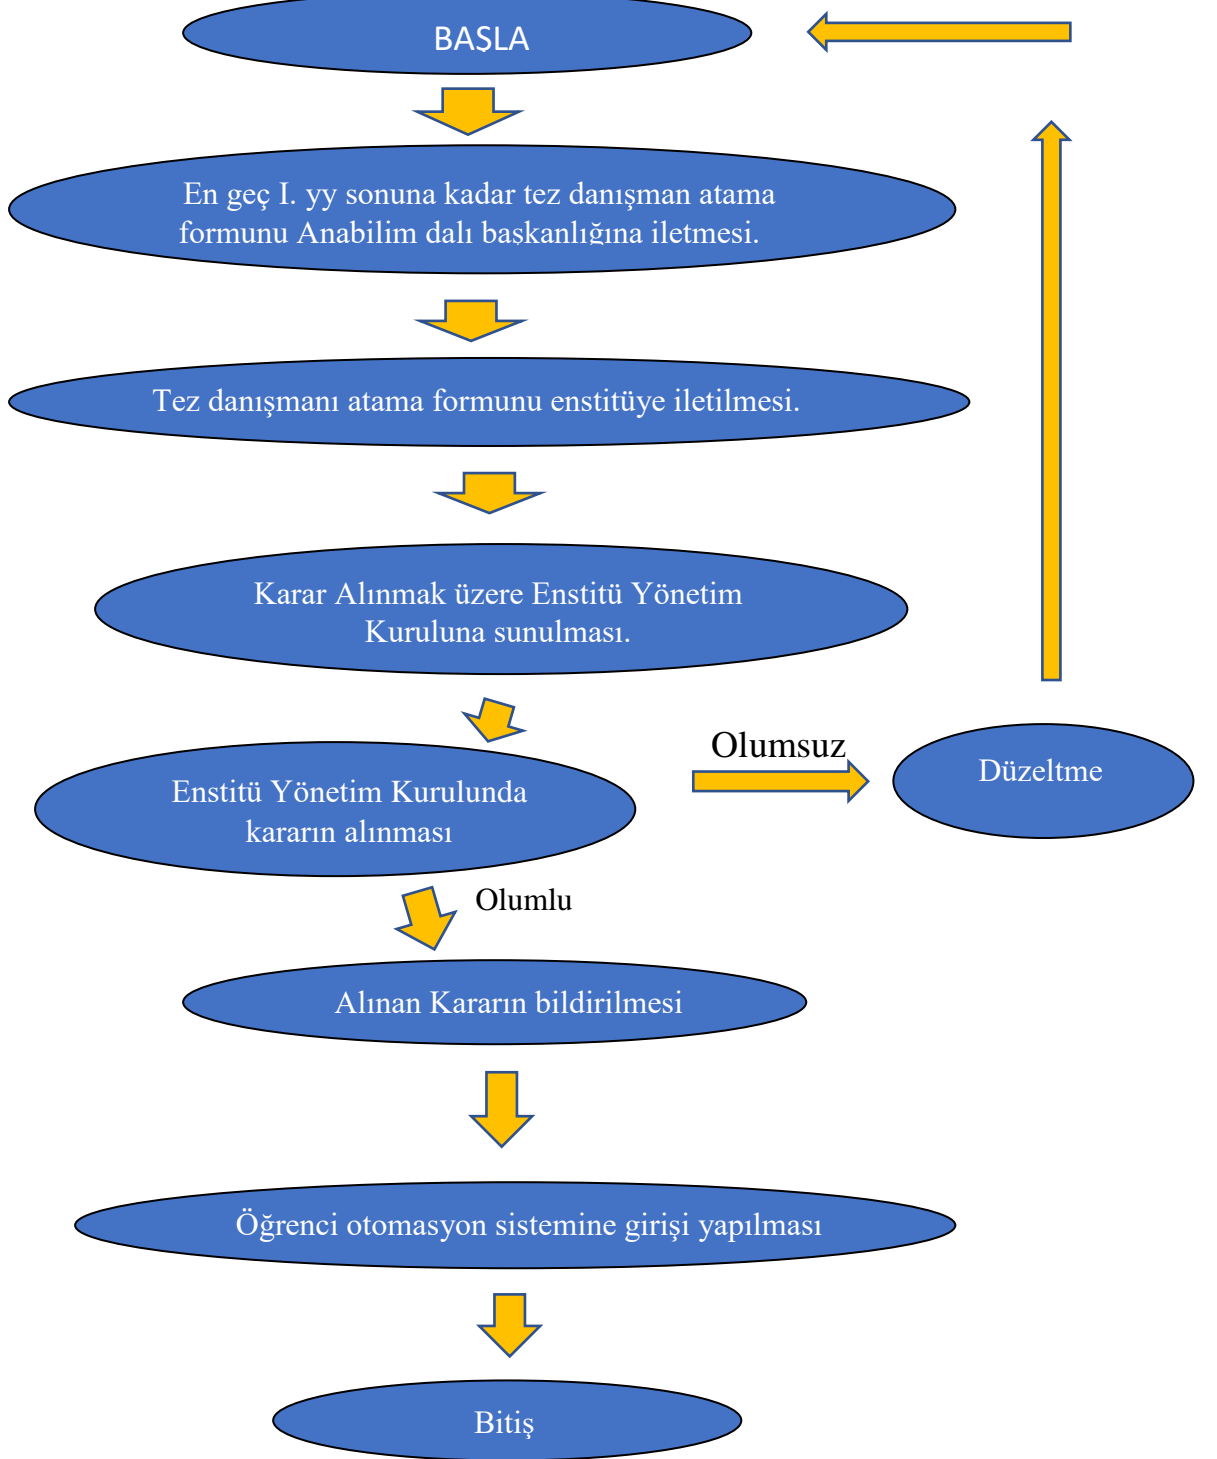 BAŞLA
En geç I. yy sonuna kadar tez danışman atama
formunu Anabilim dalı başkanlığına iletmesi.
Tez danışmanı atama formunu enstitüye iletilmesi.
Karar Alınmak üzere Enstitü Yönetim
Kuruluna sunulması.
Olumsuz
Düzeltme
Enstitü Yönetim Kurulunda
kararın alınması
Olumlu
Alınan Kararın bildirilmesi
Öğrenci otomasyon sistemine girişi yapılması
Bitiş